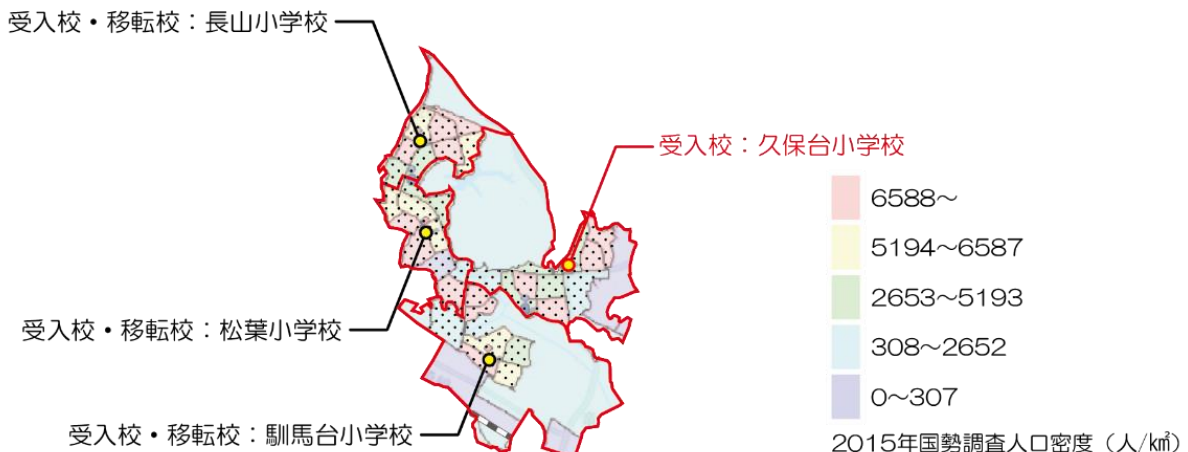 受入校・移転校：長山小学校
受入校：久保台小学校
6588～
5194～6587
2653～5193
受入校・移転校：松葉小学校
308～2652
0～307
受入校・移転校：馴馬台小学校
2015年国勢調査人口密度（人/㎢）